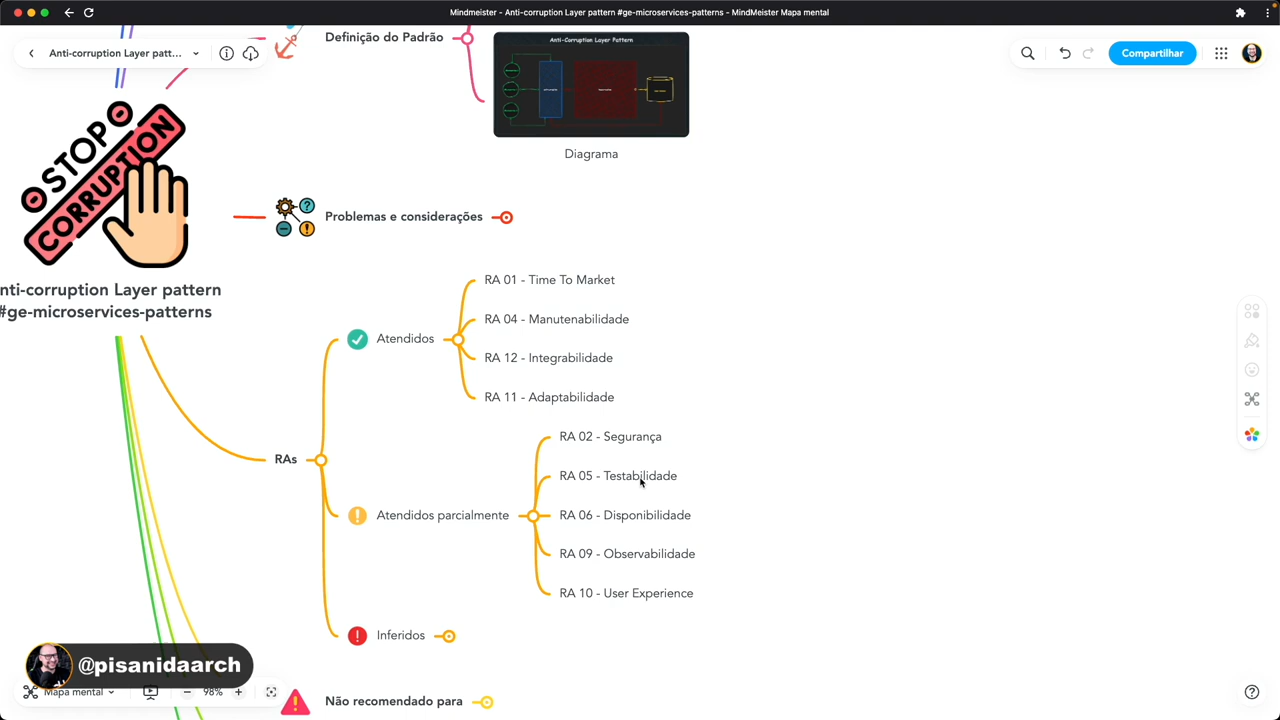 Mindmeister - Anti-corruption Layer pattern #ge-microservices-patterns - MindMeister Mapa mental
Anti-corruption Layer patt...
Compartilhar
Definição do Padrão
Anti-Corruption Layer Pattern
Diagrama
STOP
CORRUPTION
Problemas e considerações
nti-corruption Layer pattern
#ge-microservices-patterns
RAs
Atendidos
RA 01 - Time To Market
RA 04 - Manutenabilidade
RA 12 - Integrabilidade
RA 11 - Adaptabilidade
Atendidos parcialmente
RA 02 - Segurança
RA 05 - Testabilidade
RA 06 - Disponibilidade
RA 09 - Observabilidade
RA 10 - User Experience
Inferidos
Não recomendado para
@pisanidaarch
Mapa mental
98%